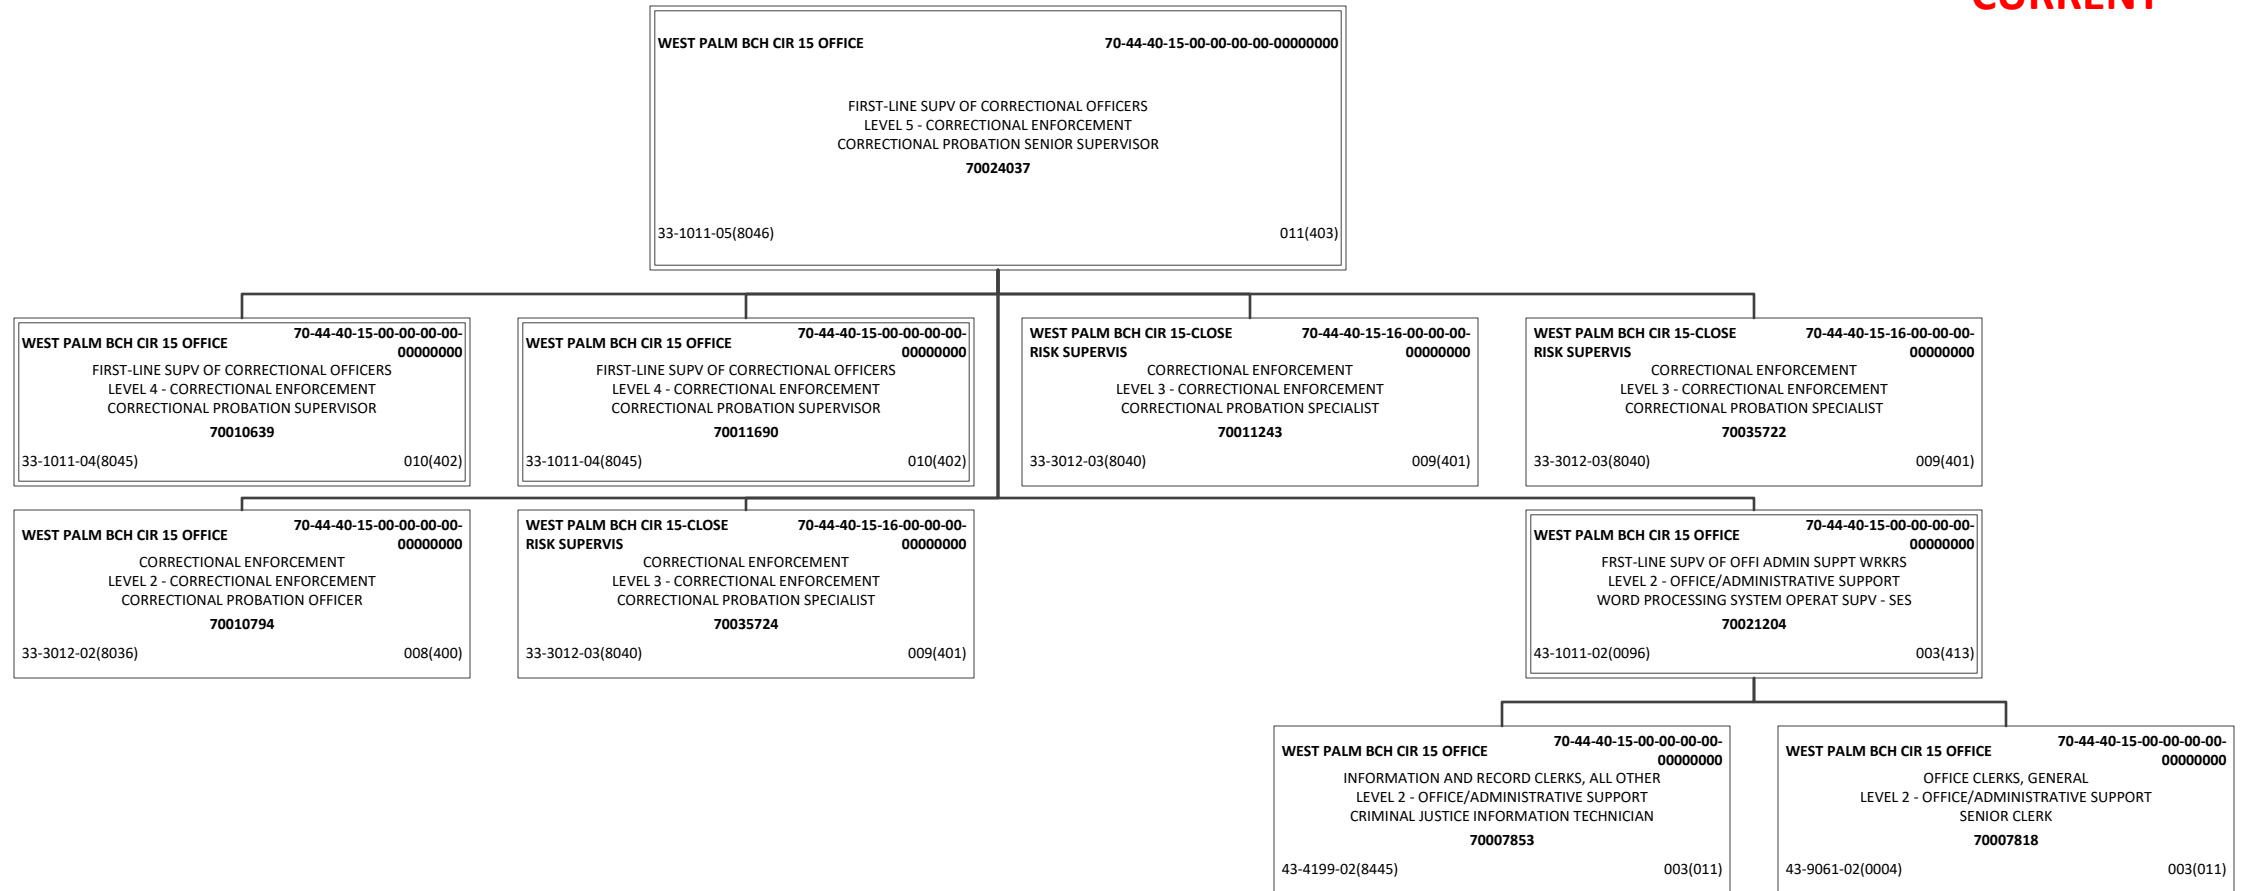 CURRENT
WEST PALM BCH CIR 15 OFFICE 70-44-40-15-00-00-00-00-00000000
FIRST-LINE SUPV OF CORRECTIONAL OFFICERS
LEVEL 5 - CORRECTIONAL ENFORCEMENT
CORRECTIONAL PROBATION SENIOR SUPERVISOR
70024037
33-1011-05(8046) 011(403)
WEST PALM BCH CIR 15 OFFICE 70-44-40-15-00-00-00-00-
00000000
FIRST-LINE SUPV OF CORRECTIONAL OFFICERS
LEVEL 4 - CORRECTIONAL ENFORCEMENT
CORRECTIONAL PROBATION SUPERVISOR
70010639
33-1011-04(8045) 010(402)
WEST PALM BCH CIR 15 OFFICE 70-44-40-15-00-00-00-00-
00000000
FIRST-LINE SUPV OF CORRECTIONAL OFFICERS
LEVEL 4 - CORRECTIONAL ENFORCEMENT
CORRECTIONAL PROBATION SUPERVISOR
70011690
33-1011-04(8045) 010(402)
WEST PALM BCH CIR 15-CLOSE 70-44-40-15-16-00-00-00-
RISK SUPERVIS 00000000
CORRECTIONAL ENFORCEMENT
LEVEL 3 - CORRECTIONAL ENFORCEMENT
CORRECTIONAL PROBATION SPECIALIST
70011243
33-3012-03(8040) 009(401)
WEST PALM BCH CIR 15-CLOSE 70-44-40-15-16-00-00-00-
RISK SUPERVIS 00000000
CORRECTIONAL ENFORCEMENT
LEVEL 3 - CORRECTIONAL ENFORCEMENT
CORRECTIONAL PROBATION SPECIALIST
70035722
33-3012-03(8040) 009(401)
WEST PALM BCH CIR 15 OFFICE 70-44-40-15-00-00-00-00-
00000000
CORRECTIONAL ENFORCEMENT
LEVEL 2 - CORRECTIONAL ENFORCEMENT
CORRECTIONAL PROBATION OFFICER
70010794
33-3012-02(8036) 008(400)
WEST PALM BCH CIR 15-CLOSE 70-44-40-15-16-00-00-00-
RISK SUPERVIS 00000000
CORRECTIONAL ENFORCEMENT
LEVEL 3 - CORRECTIONAL ENFORCEMENT
CORRECTIONAL PROBATION SPECIALIST
70035724
33-3012-03(8040) 009(401)
WEST PALM BCH CIR 15 OFFICE 70-44-40-15-00-00-00-00-
00000000
FRST-LINE SUPV OF OFFI ADMIN SUPPT WRKRS
LEVEL 2 - OFFICE/ADMINISTRATIVE SUPPORT
WORD PROCESSING SYSTEM OPERAT SUPV - SES
70021204
43-1011-02(0096) 003(413)
WEST PALM BCH CIR 15 OFFICE 70-44-40-15-00-00-00-00-
00000000
INFORMATION AND RECORD CLERKS, ALL OTHER
LEVEL 2 - OFFICE/ADMINISTRATIVE SUPPORT
CRIMINAL JUSTICE INFORMATION TECHNICIAN
70007853
43-4199-02(8445) 003(011)
WEST PALM BCH CIR 15 OFFICE 70-44-40-15-00-00-00-00-
00000000
OFFICE CLERKS, GENERAL
LEVEL 2 - OFFICE/ADMINISTRATIVE SUPPORT
SENIOR CLERK
70007818
43-9061-02(0004) 003(011)